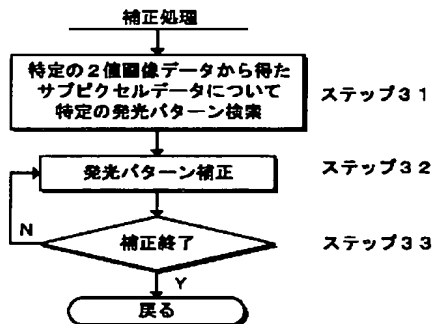 補正処理
特定の2値画像データから得た
サブピクセルデータについて
特定の発光パターン検索
ステップ31
発光パターン補正
ステップ32
N
補正終了
ステップ33
Y
戻る